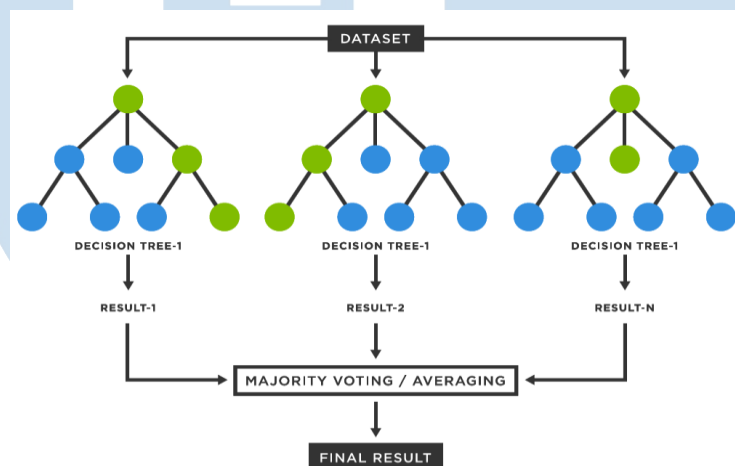 DATASET
DECISION TREE-1
DECISION TREE-1
DECISION TREE-1
RESULT-1
RESULT-2
RESULT-N
MAJORITY VOTING / AVERAGING
FINAL RESULT